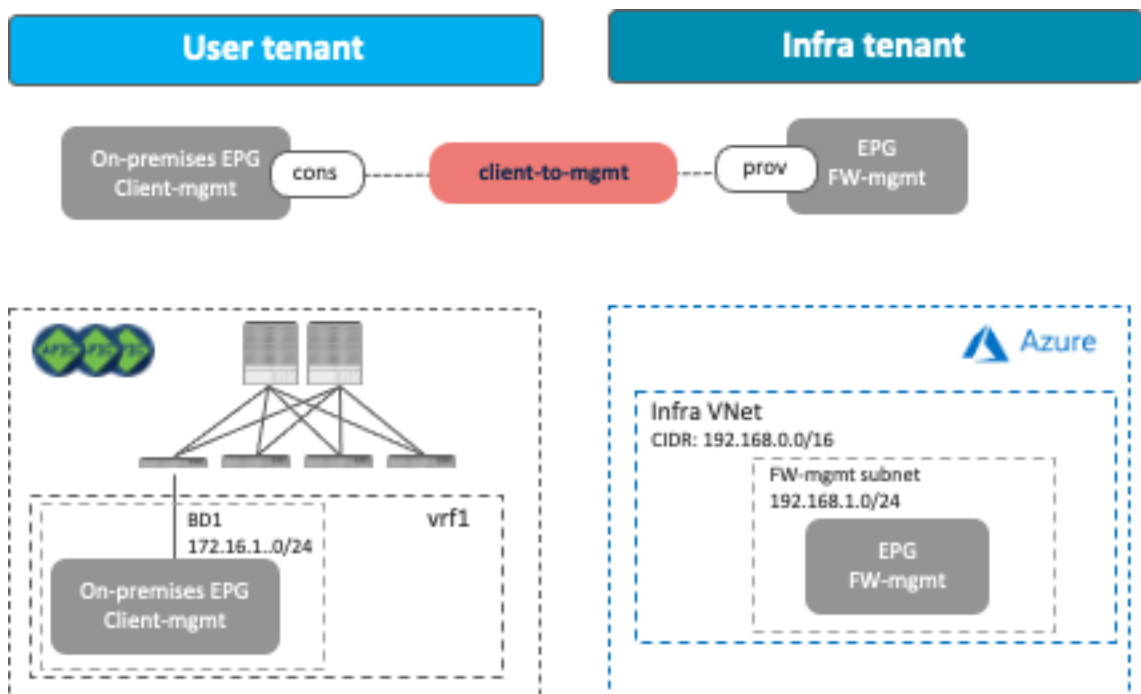 User tenant
Infra tenant
On-premises EPG
Client-mgmt
cons
client-to-mgmt
prov
EPG
FW-mgmt
APIC
Azure
Infra VNet
CIDR: 192.168.0.0/16
FW-mgmt subnet
192.168.1.0/24
EPG
FW-mgmt
vrf1
BD1
172.16.1..0/24
On-premises EPG
Client-mgmt